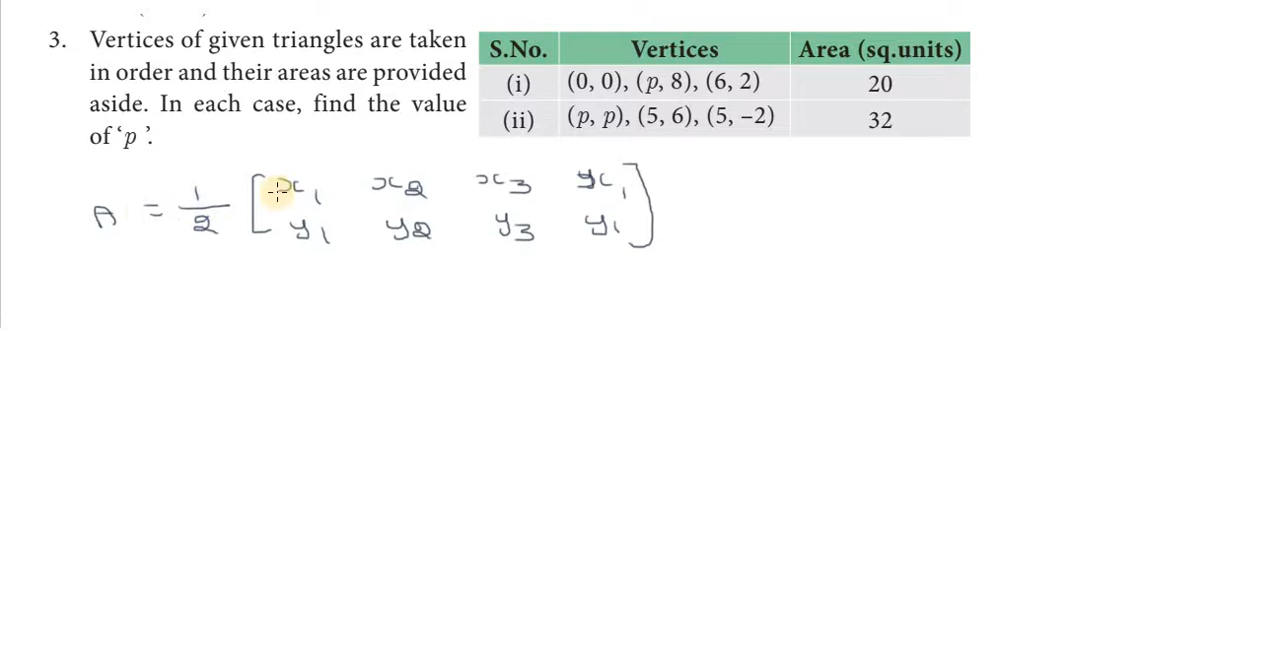 3. Vertices of given triangles are taken
in order and their areas are provided
aside. In each case, find the value
of ‘p ’.
S.No. Vertices Area (sq.units)
(i) (0, 0), (p, 8), (6, 2) 20
(ii) (p, p), (5, 6), (5, −2) 32
A = 1/2 [ x1 x2 x3 x1 ]
y1 y2 y3 y1